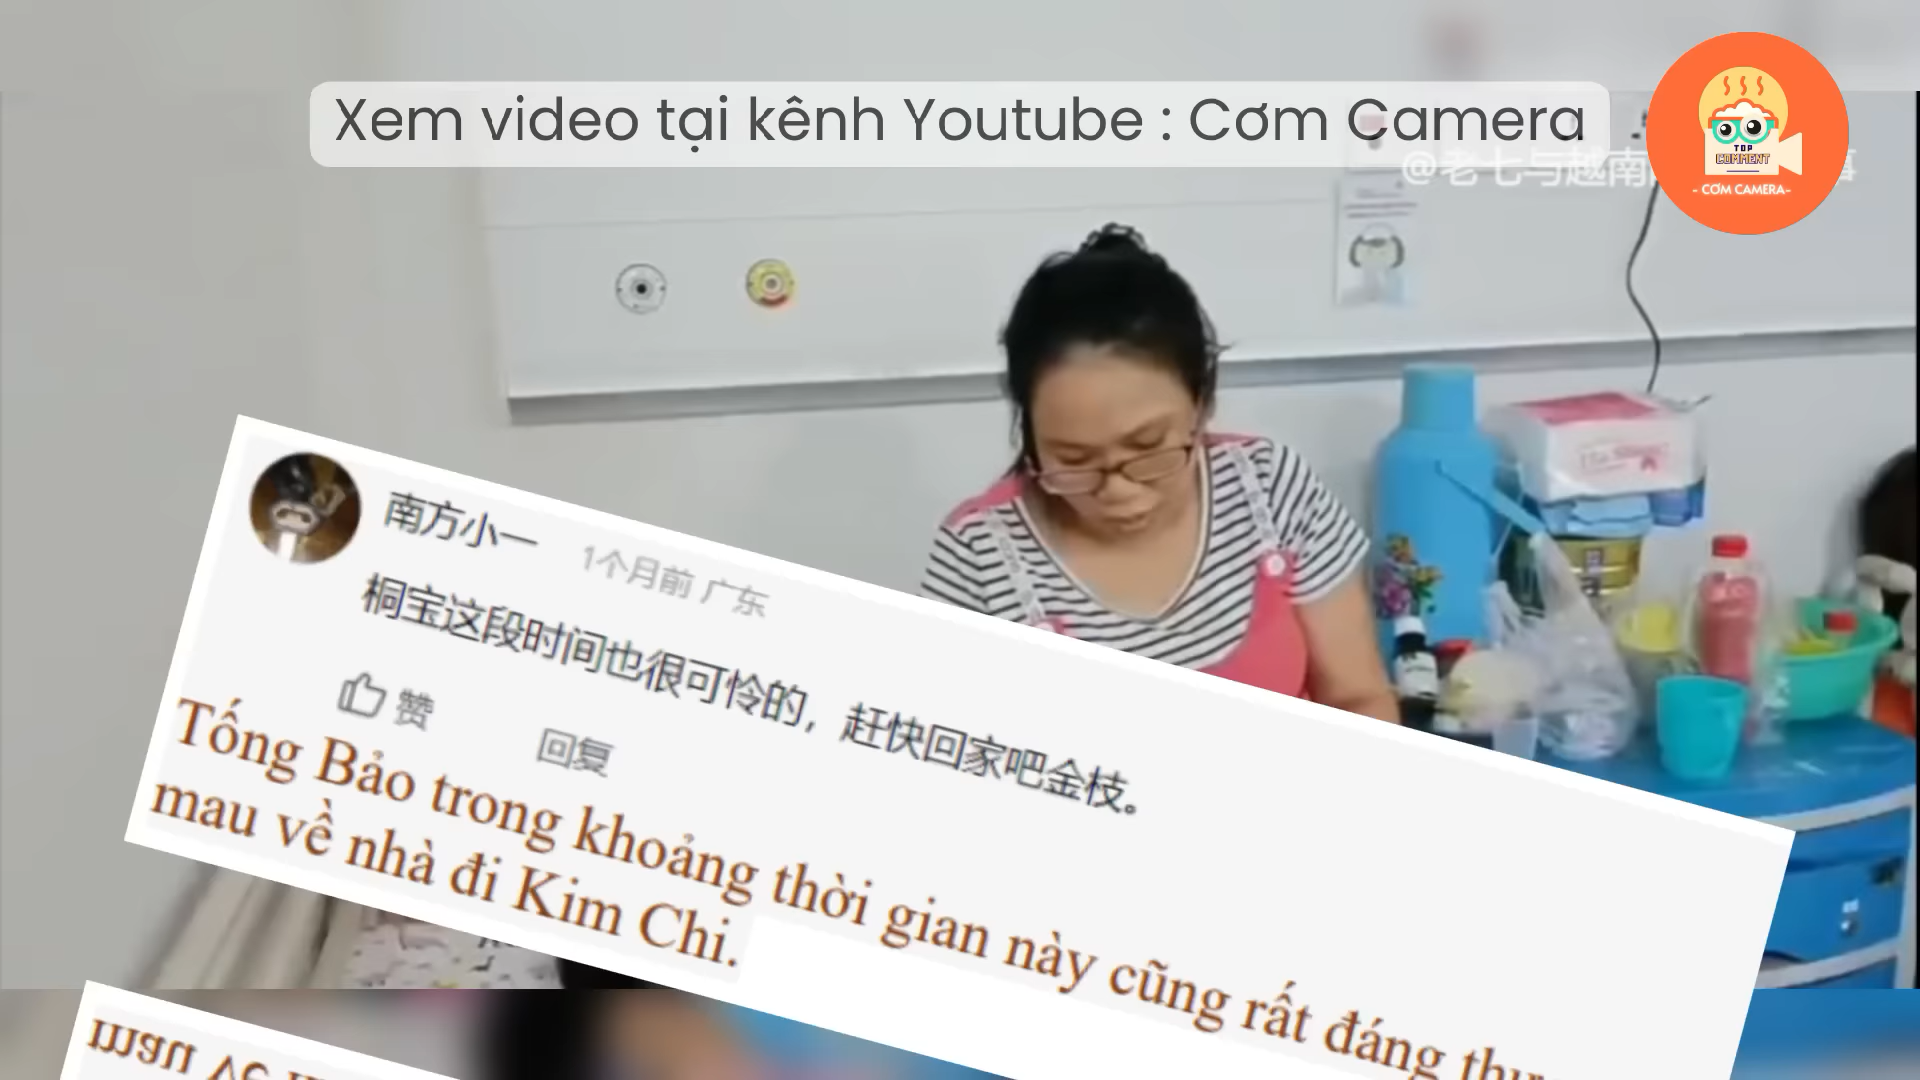 Xem video tại kênh Youtube : Cơm Camera
TOP
COMMENT
- CƠM CAMERA-
@老七与越南
南方小一 1个月前 广东
桐宝这段时间也很可怜的，赶快回家吧金枝。
赞 回复
Tống Bảo trong khoảng thời gian này cũng rất đáng
mau về nhà đi Kim Chi.